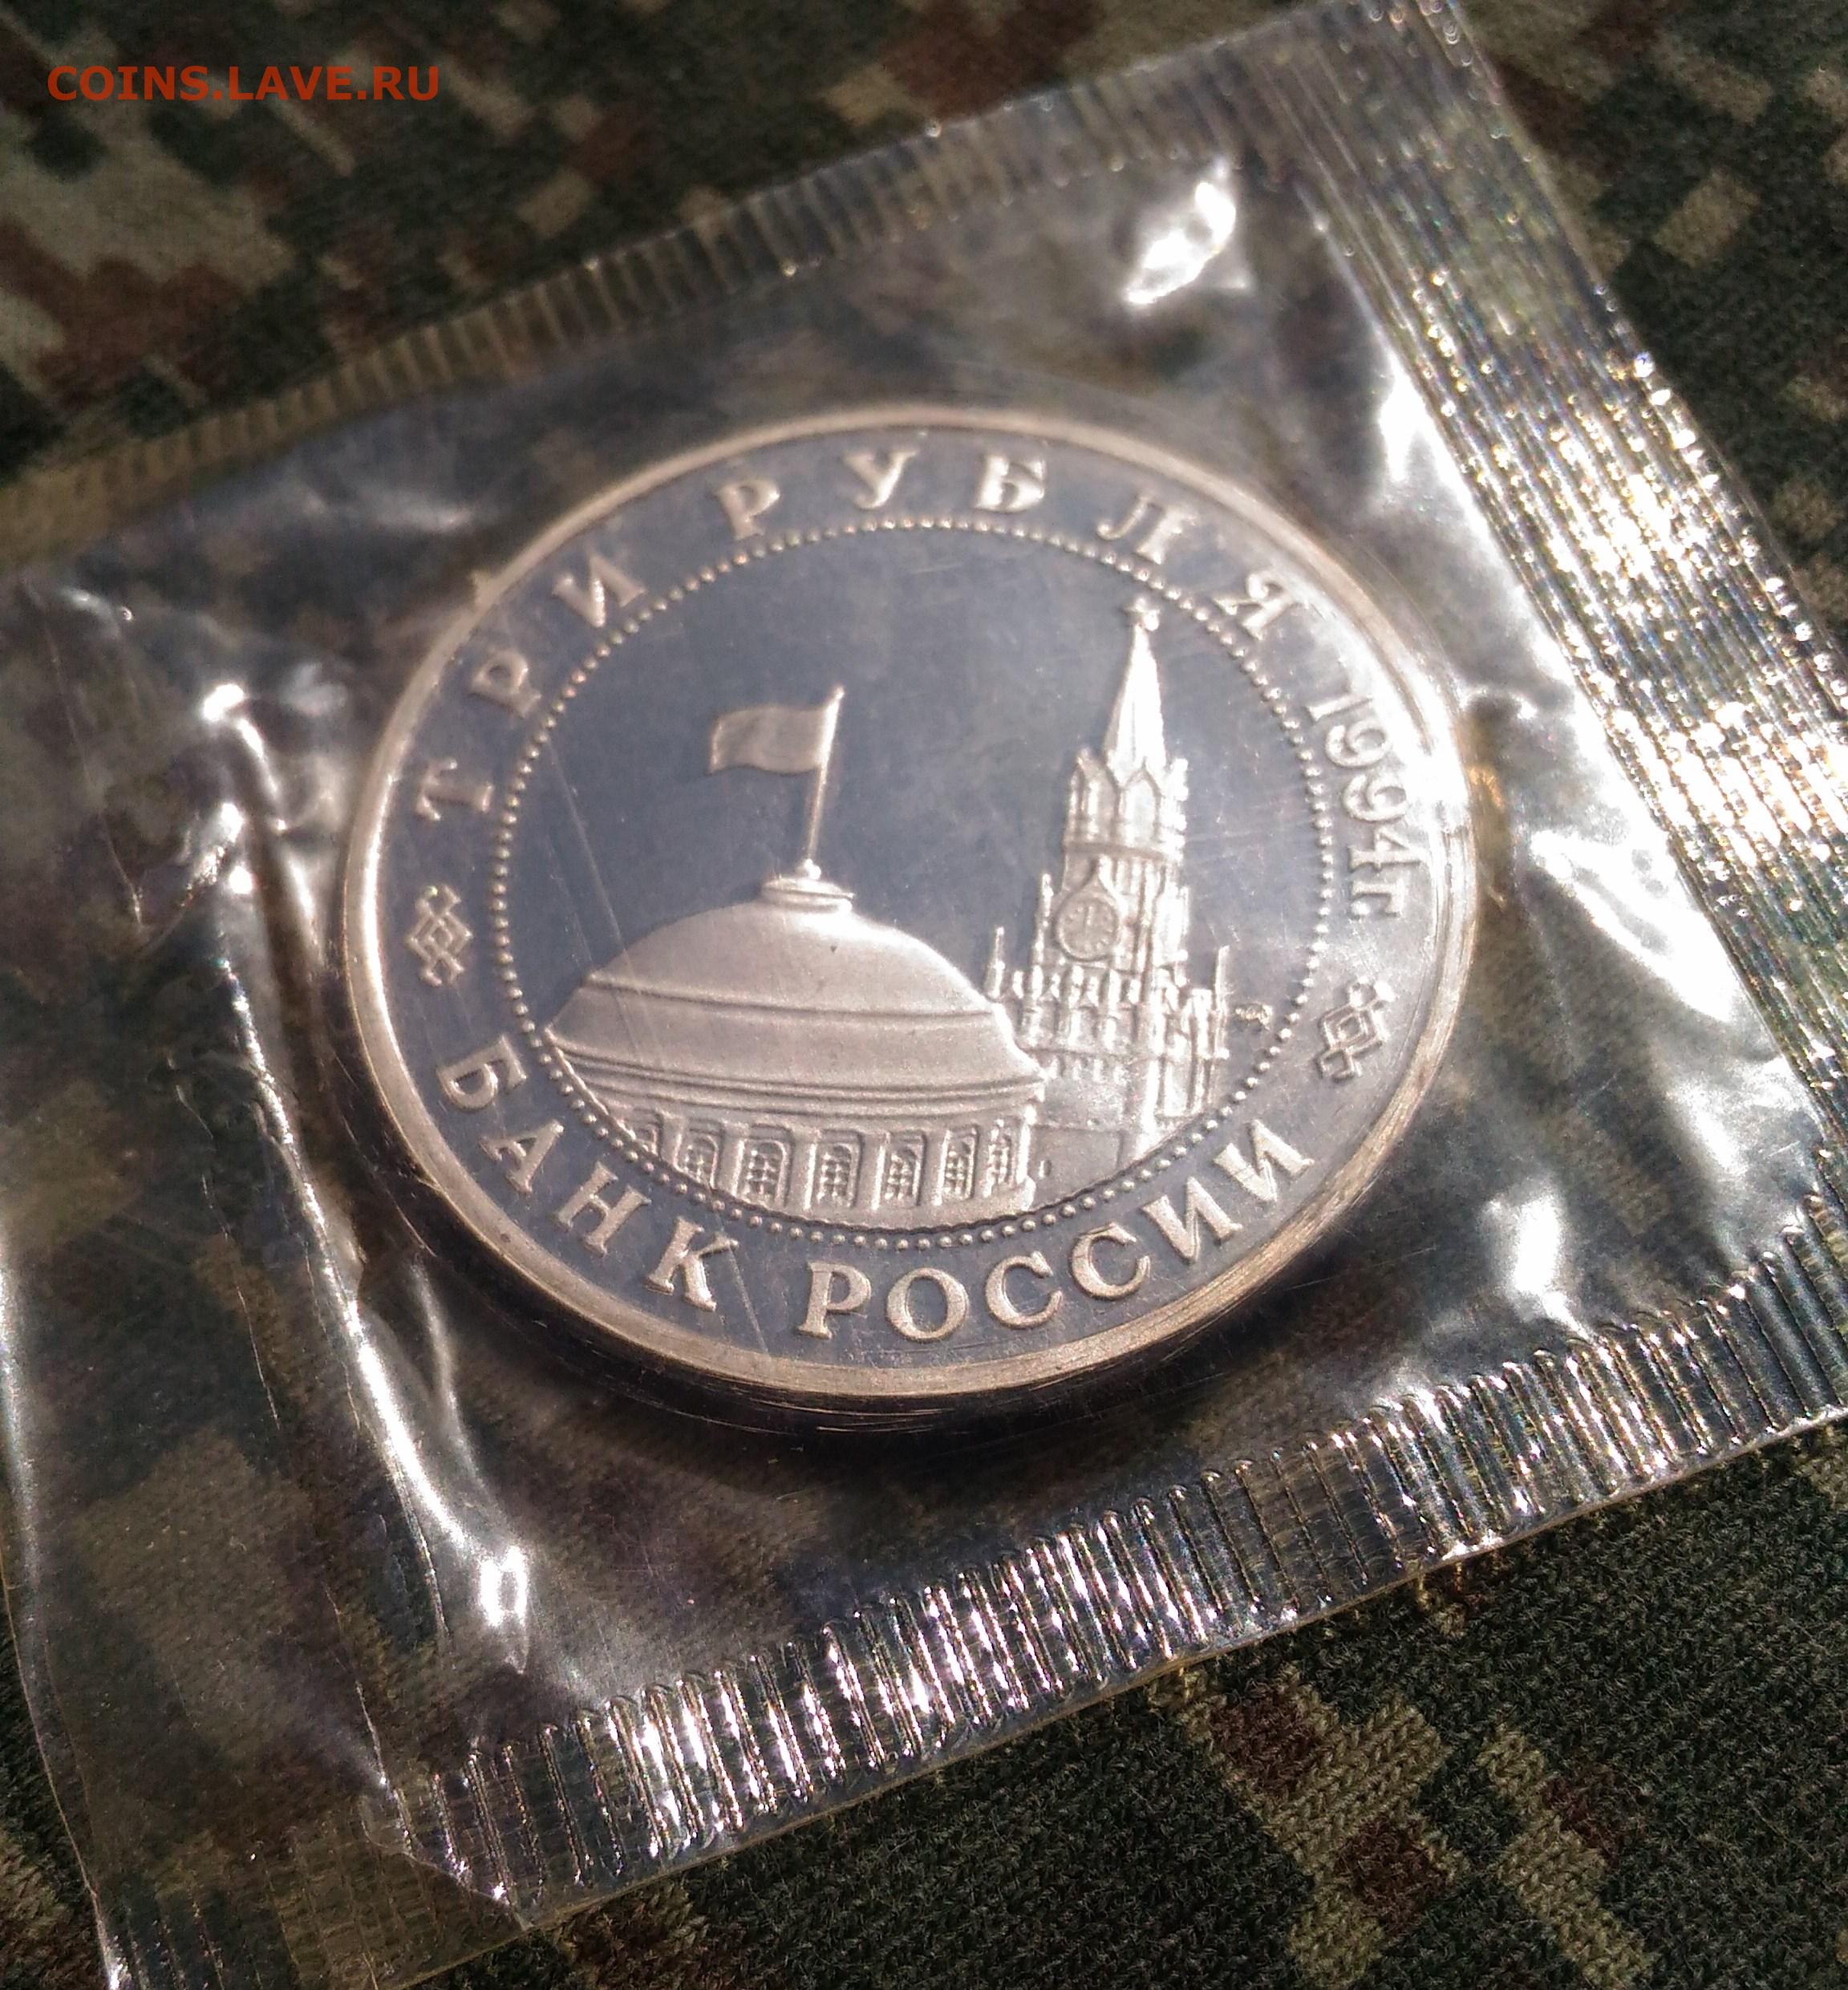 COINS.LAVE.RU
ТРИ РУБЛЯ 1994г.
БАНК РОССИИ